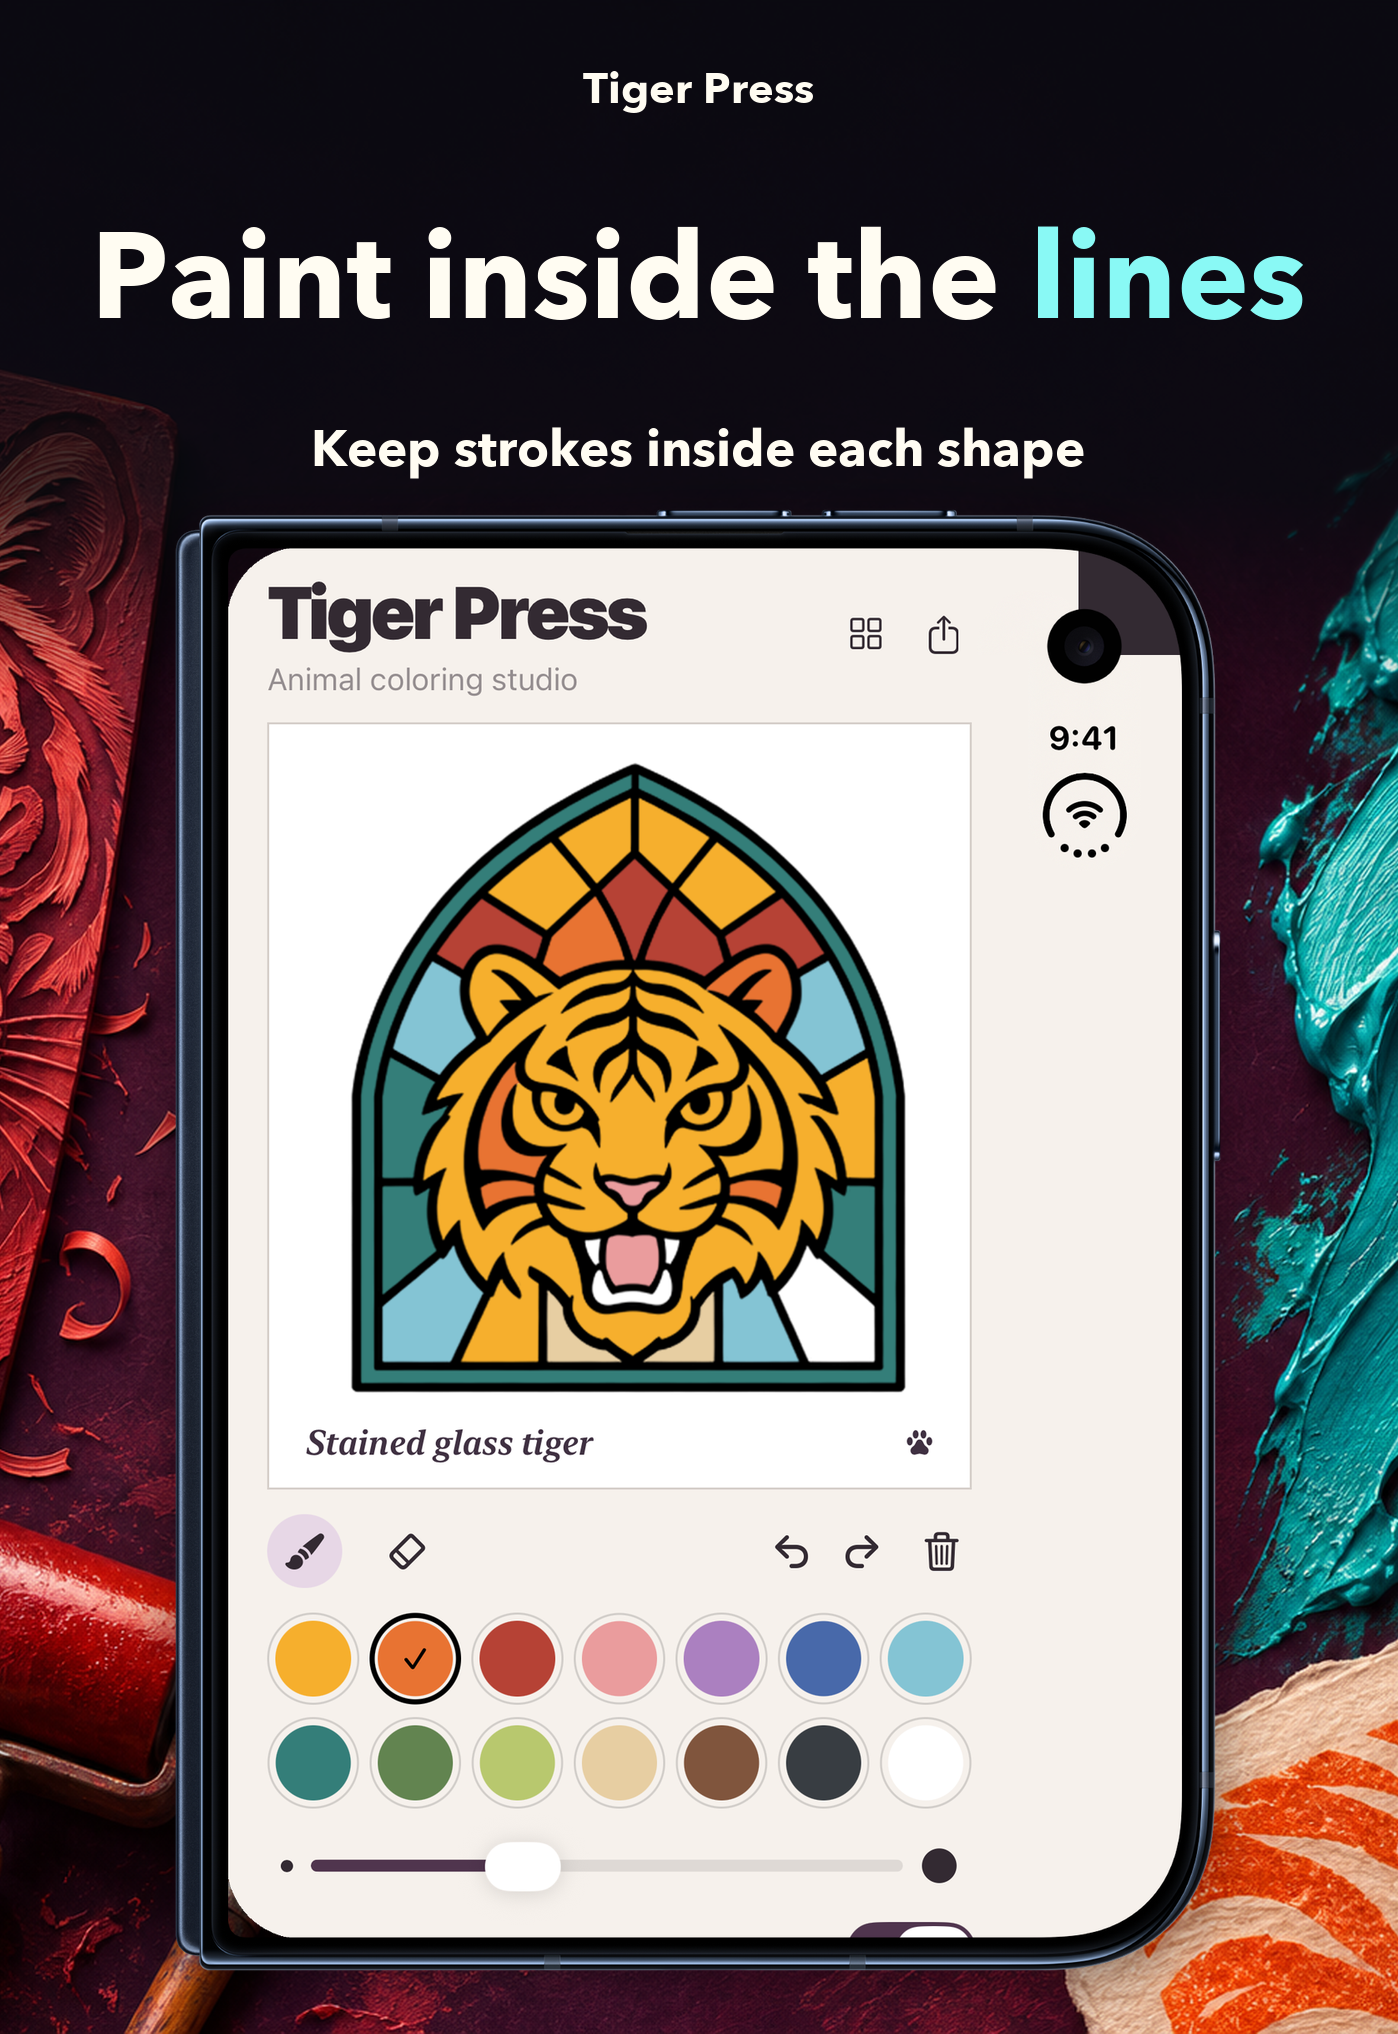 Tiger Press
Paint inside the lines
Keep strokes inside each shape
Tiger Press
Animal coloring studio
9:41
Stained glass tiger